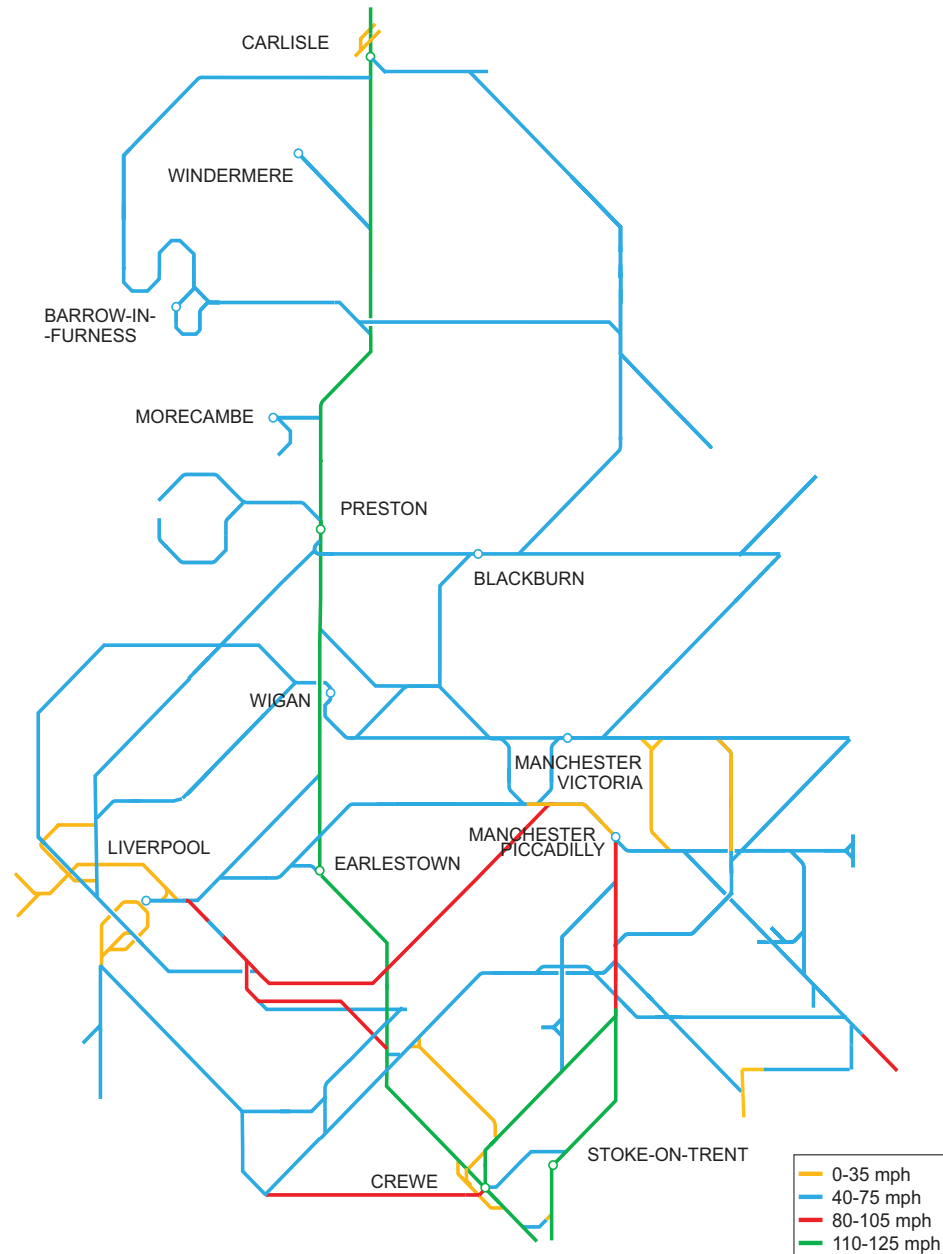 CARLISLE
WINDERMERE
BARROW-IN-
-FURNESS
MORECAMBE
PRESTON
BLACKBURN
WIGAN
MANCHESTER
VICTORIA
LIVERPOOL
MANCHESTER
PICCADILLY
EARLESTOWN
STOKE-ON-TRENT
CREWE
0-35 mph
40-75 mph
80-105 mph
110-125 mph